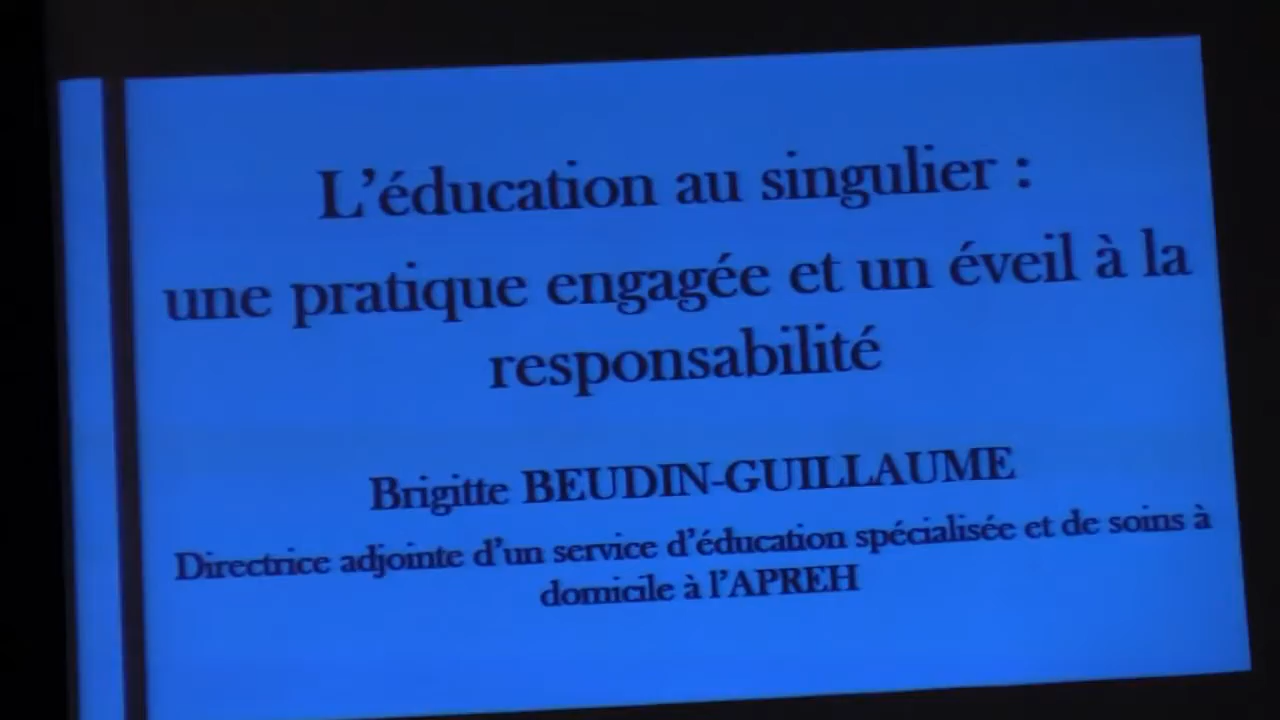 L'éducation au singulier :
une pratique engagée et un éveil à la
responsabilité
Brigitte BEUDIN-GUILLAUME
Directrice adjointe d'un service d'éducation spécialisée et de soins à
domicile à l'APREH